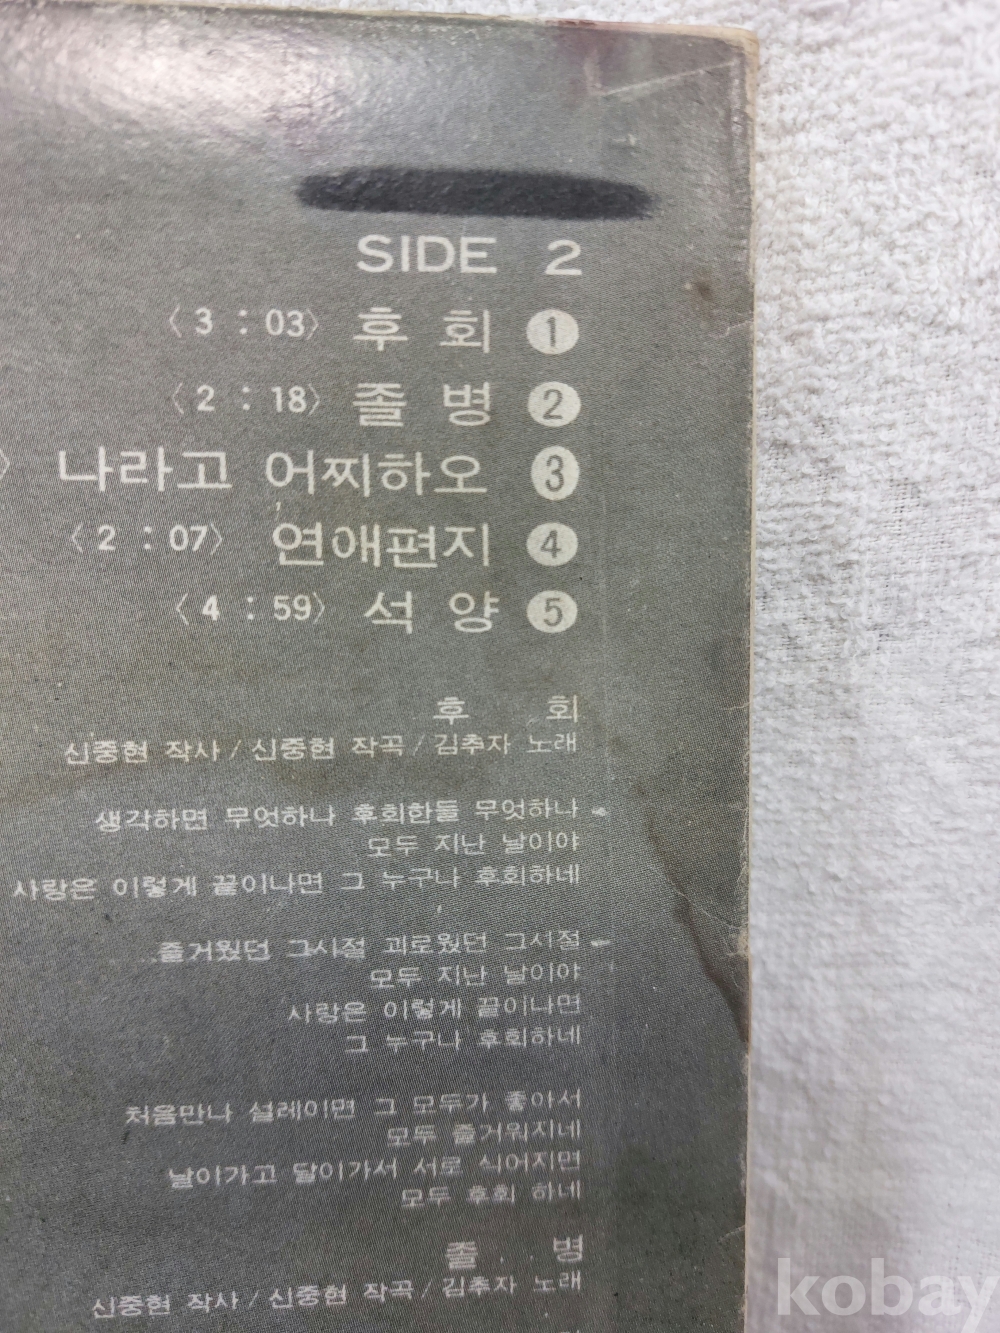 SIDE 2
〈3 : 03〉 후 회 ❶
〈2 : 18〉 졸 병 ❷
〉 나라고 어찌하오 ❸
〈2 : 07〉 연애편지 ❹
〈4 : 59〉 석 양 ❺
후 회
신중현 작사 / 신중현 작곡 / 김추자 노래
생각하면 무엇하나 후회한들 무엇하나
모두 지난 날이야
사랑은 이렇게 끝이나면 그 누구나 후회하네
즐거웠던 그시절 괴로웠던 그시절
모두 지난 날이야
사랑은 이렇게 끝이나면
그 누구나 후회하네
처음만나 설레이면 그 모두가 좋아서
모두 즐거워지네
날이가고 달이가서 서로 식어지면
모두 후회 하네
졸 병
신중현 작사 / 신중현 작곡 / 김추자 노래
kobay